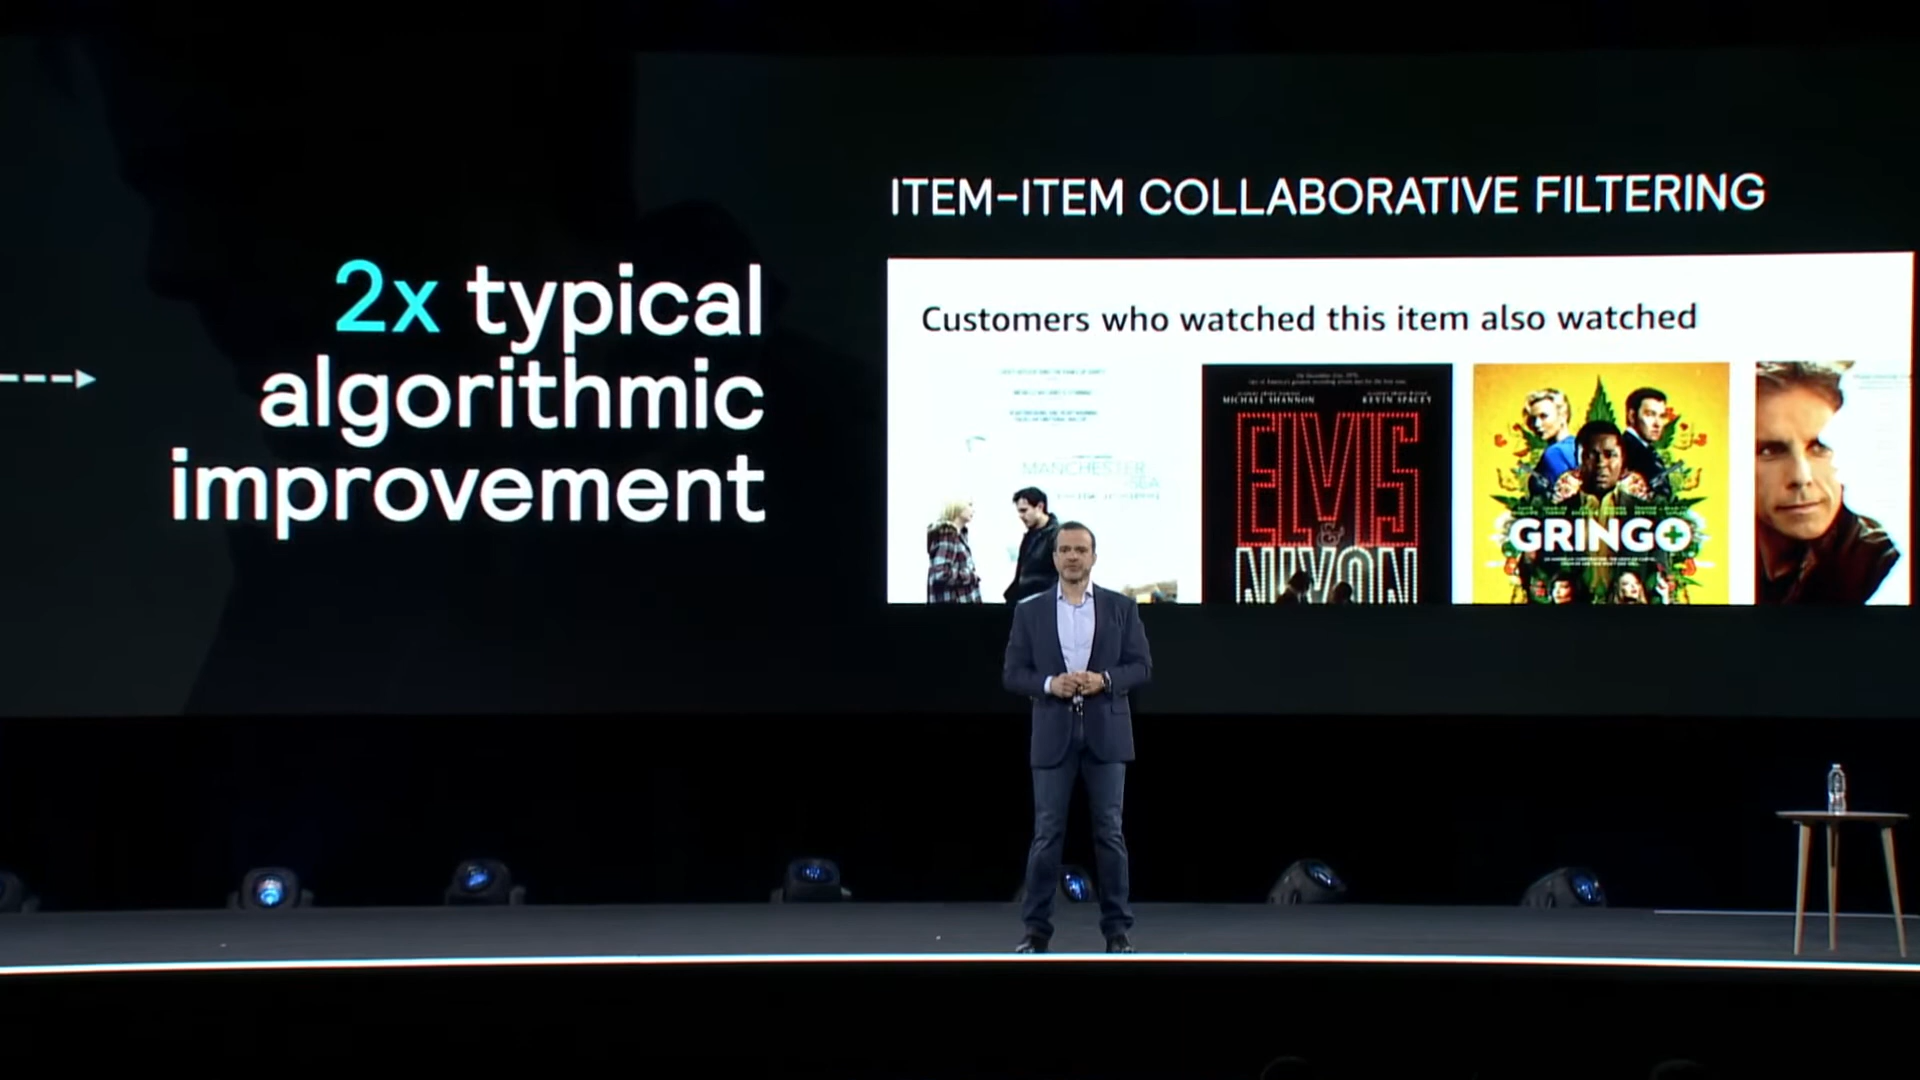 2x typical
algorithmic
improvement
ITEM-ITEM COLLABORATIVE FILTERING
Customers who watched this item also watched
MANCHESTER
SEA
MICHAEL SHANNON
KEVIN SPACEY
ELVIS
&
NIXON
GRINGO